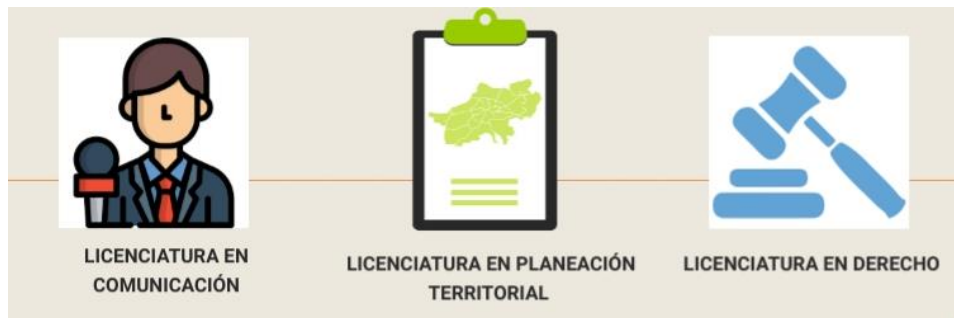 LICENCIATURA EN
COMUNICACIÓN
LICENCIATURA EN PLANEACIÓN
TERRITORIAL
LICENCIATURA EN DERECHO